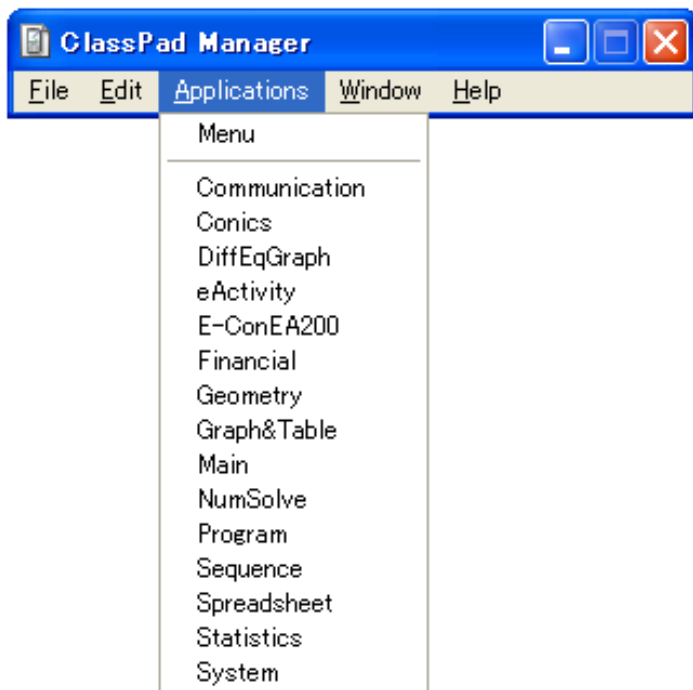 ClassPad Manager
File Edit Applications Window Help
Menu
Communication
Conics
DiffEqGraph
eActivity
E-ConEA200
Financial
Geometry
Graph&Table
Main
NumSolve
Program
Sequence
Spreadsheet
Statistics
System